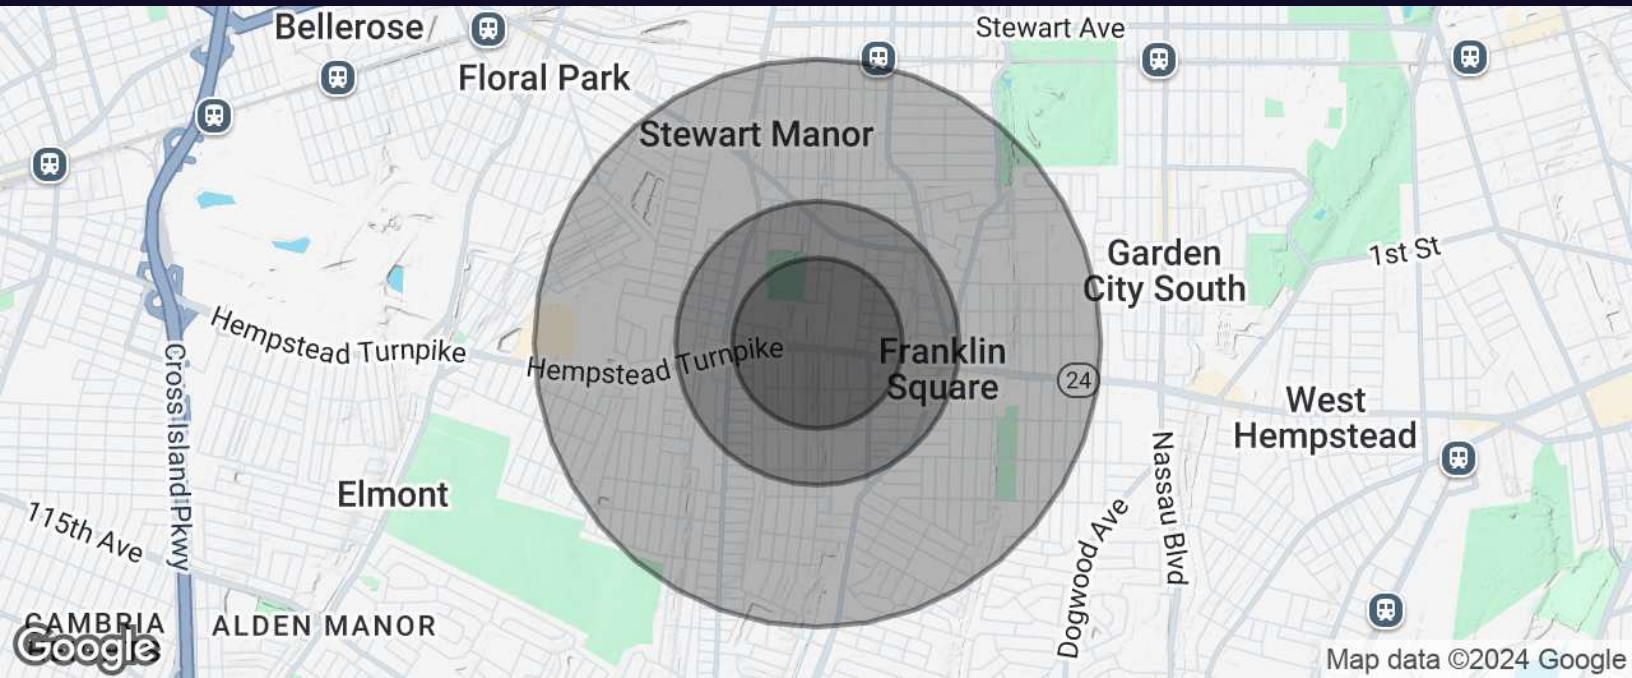 Bellerose
Stewart Ave
Floral Park
Stewart Manor
Garden
City South
1st St
Hempstead Turnpike
Hempstead Turnpike
Franklin
Square
24
Cross Island Pkwy
West
Hempstead
Elmont
Nassau Blvd
115th Ave
Dogwood Ave
CAMBRIA
ALDEN MANOR
Google
Map data ©2024 Google